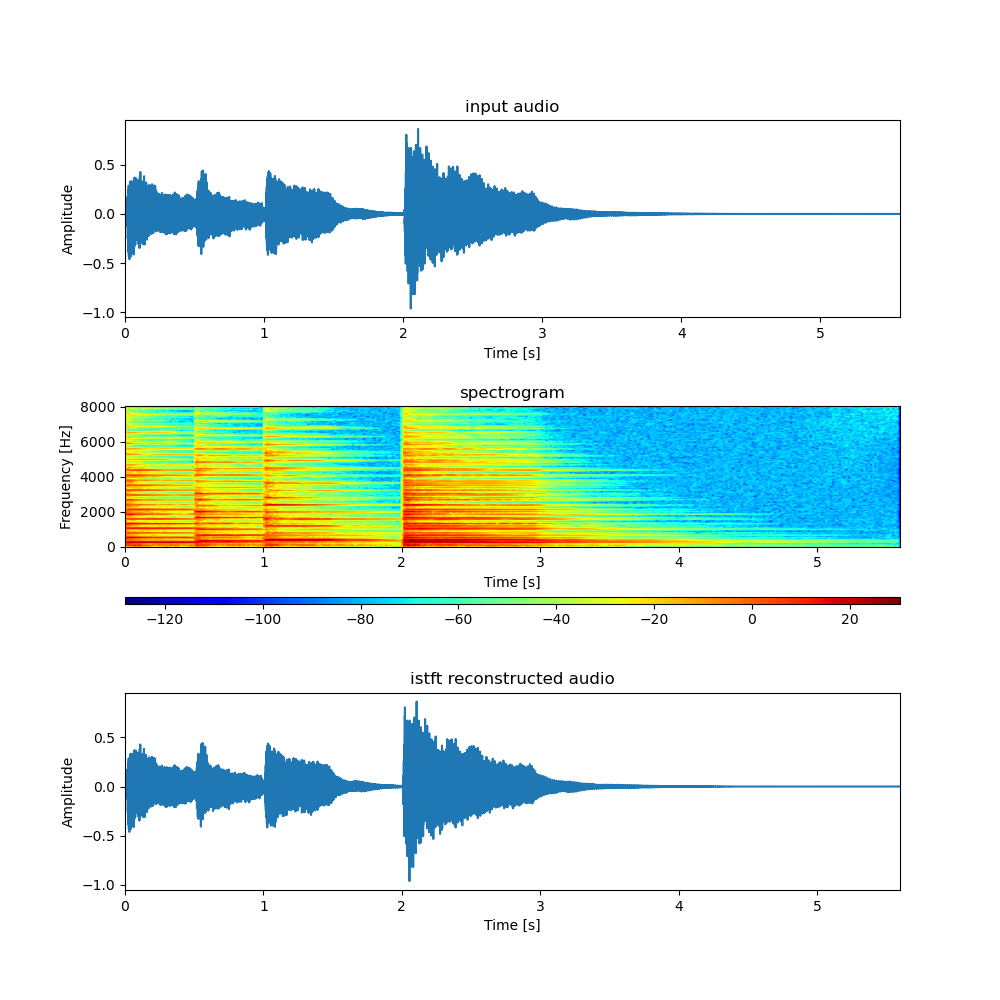 input audio
0.5
0.0
−0.5
−1.0
Amplitude
0 1 2 3 4 5
Time [s]
spectrogram
8000
6000
4000
2000
0
Frequency [Hz]
0 1 2 3 4 5
Time [s]
−120 −100 −80 −60 −40 −20 0 20
istft reconstructed audio
0.5
0.0
−0.5
−1.0
Amplitude
0 1 2 3 4 5
Time [s]